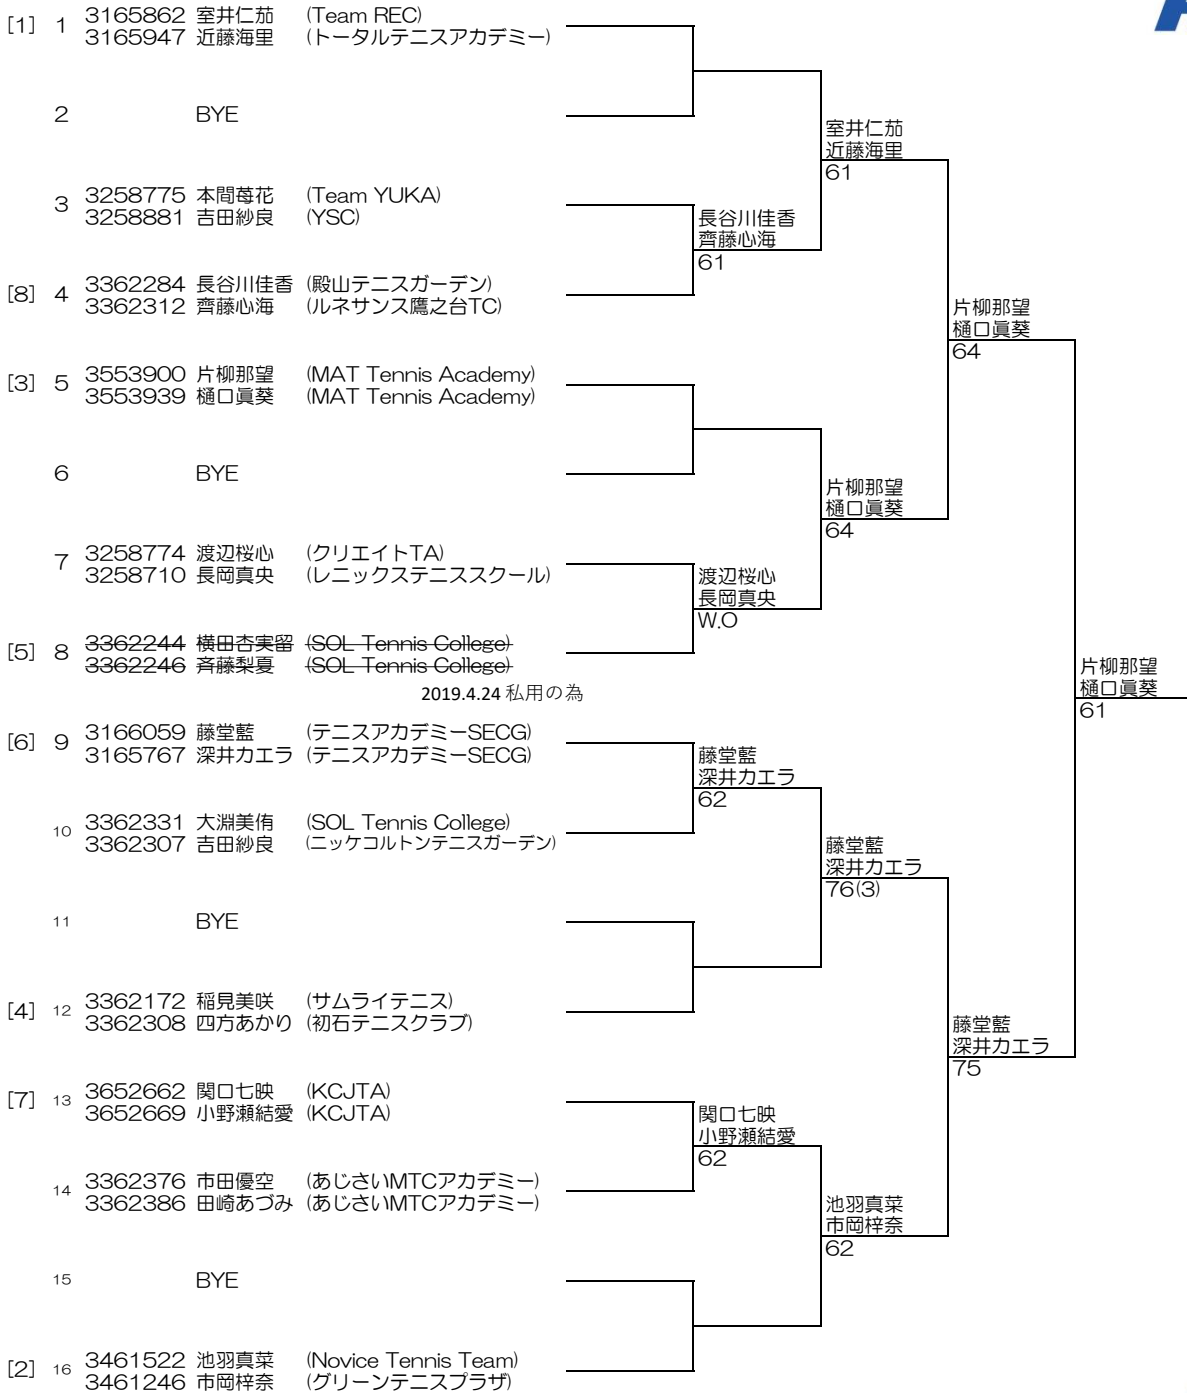 [1] 1 3165862 室井仁茄 (Team REC)
3165947 近藤海里 (トータルテニスアカデミー)
2 BYE
室井仁茄
近藤海里
61
3 3258775 本間苺花 (Team YUKA)
3258881 吉田紗良 (YSC)
長谷川佳香
齊藤心海
61
[8] 4 3362284 長谷川佳香 (殿山テニスガーデン)
3362312 齊藤心海 (ルネサンス鷹之台TC)
片柳那望
樋口眞葵
64
[3] 5 3553900 片柳那望 (MAT Tennis Academy)
3553939 樋口眞葵 (MAT Tennis Academy)
6 BYE
片柳那望
樋口眞葵
64
7 3258774 渡辺桜心 (クリエイトTA)
3258710 長岡真央 (レニックステニススクール)
渡辺桜心
長岡真央
W.O
[5] 8 3362244 横田杏実留 (SOL Tennis College)
3362246 斉藤梨夏 (SOL Tennis College)
2019.4.24 私用の為
片柳那望
樋口眞葵
61
[6] 9 3166059 藤堂藍 (テニスアカデミーSECG)
3165767 深井カエラ (テニスアカデミーSECG)
藤堂藍
深井カエラ
62
10 3362331 大淵美侑 (SOL Tennis College)
3362307 吉田紗良 (ニッケコルトンテニスガーデン)
藤堂藍
深井カエラ
76(3)
11 BYE
[4] 12 3362172 稲見美咲 (サムライテニス)
3362308 四方あかり (初石テニスクラブ)
藤堂藍
深井カエラ
75
[7] 13 3652662 関口七映 (KCJTA)
3652669 小野瀬結愛 (KCJTA)
関口七映
小野瀬結愛
62
14 3362376 市田優空 (あじさいMTCアカデミー)
3362386 田崎あづみ (あじさいMTCアカデミー)
池羽真菜
市岡梓奈
62
15 BYE
[2] 16 3461522 池羽真菜 (Novice Tennis Team)
3461246 市岡梓奈 (グリーンテニスプラザ)